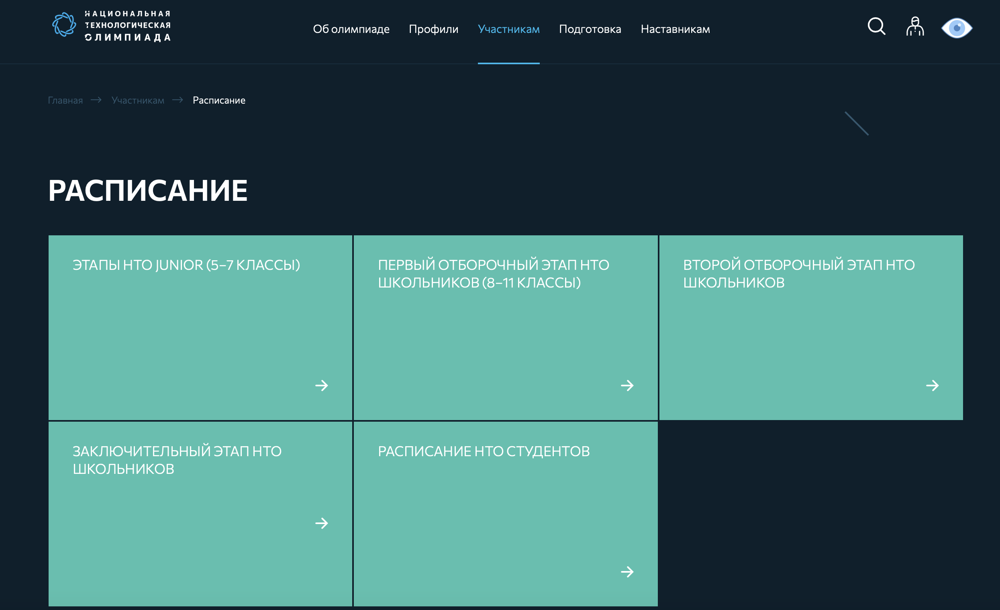 НАЦИОНАЛЬНАЯ
ТЕХНОЛОГИЧЕСКАЯ
ОЛИМПИАДА
Об олимпиаде Профили Участникам Подготовка Наставникам
Главная → Участникам → Расписание
РАСПИСАНИЕ
ЭТАПЫ НТО JUNIOR (5–7 КЛАССЫ)
ПЕРВЫЙ ОТБОРОЧНЫЙ ЭТАП НТО
ШКОЛЬНИКОВ (8–11 КЛАССЫ)
ВТОРОЙ ОТБОРОЧНЫЙ ЭТАП НТО
ШКОЛЬНИКОВ
ЗАКЛЮЧИТЕЛЬНЫЙ ЭТАП НТО
ШКОЛЬНИКОВ
РАСПИСАНИЕ НТО СТУДЕНТОВ